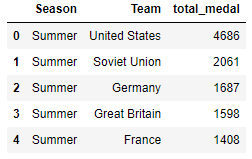 Season Team total_medal
0 Summer United States 4686
1 Summer Soviet Union 2061
2 Summer Germany 1687
3 Summer Great Britain 1598
4 Summer France 1408